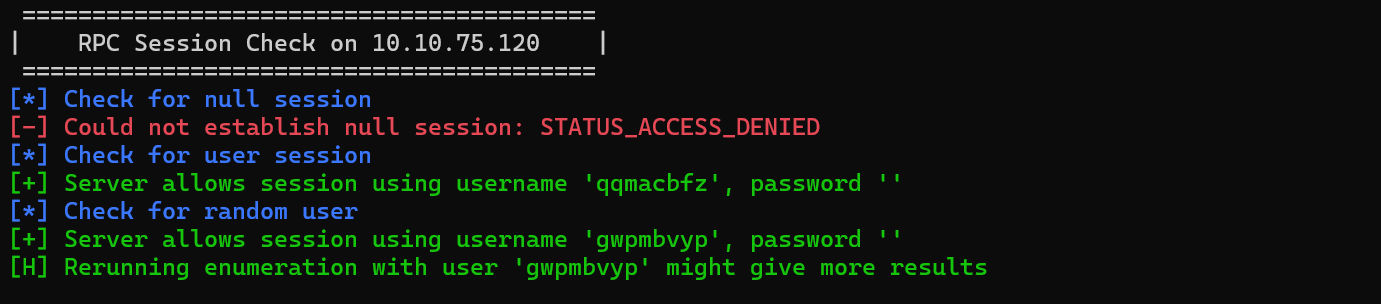 =========================================
|    RPC Session Check on 10.10.75.120    |
 =========================================
[*] Check for null session
[-] Could not establish null session: STATUS_ACCESS_DENIED
[*] Check for user session
[+] Server allows session using username 'qqmacbfz', password ''
[*] Check for random user
[+] Server allows session using username 'gwpmbvyp', password ''
[H] Rerunning enumeration with user 'gwpmbvyp' might give more results